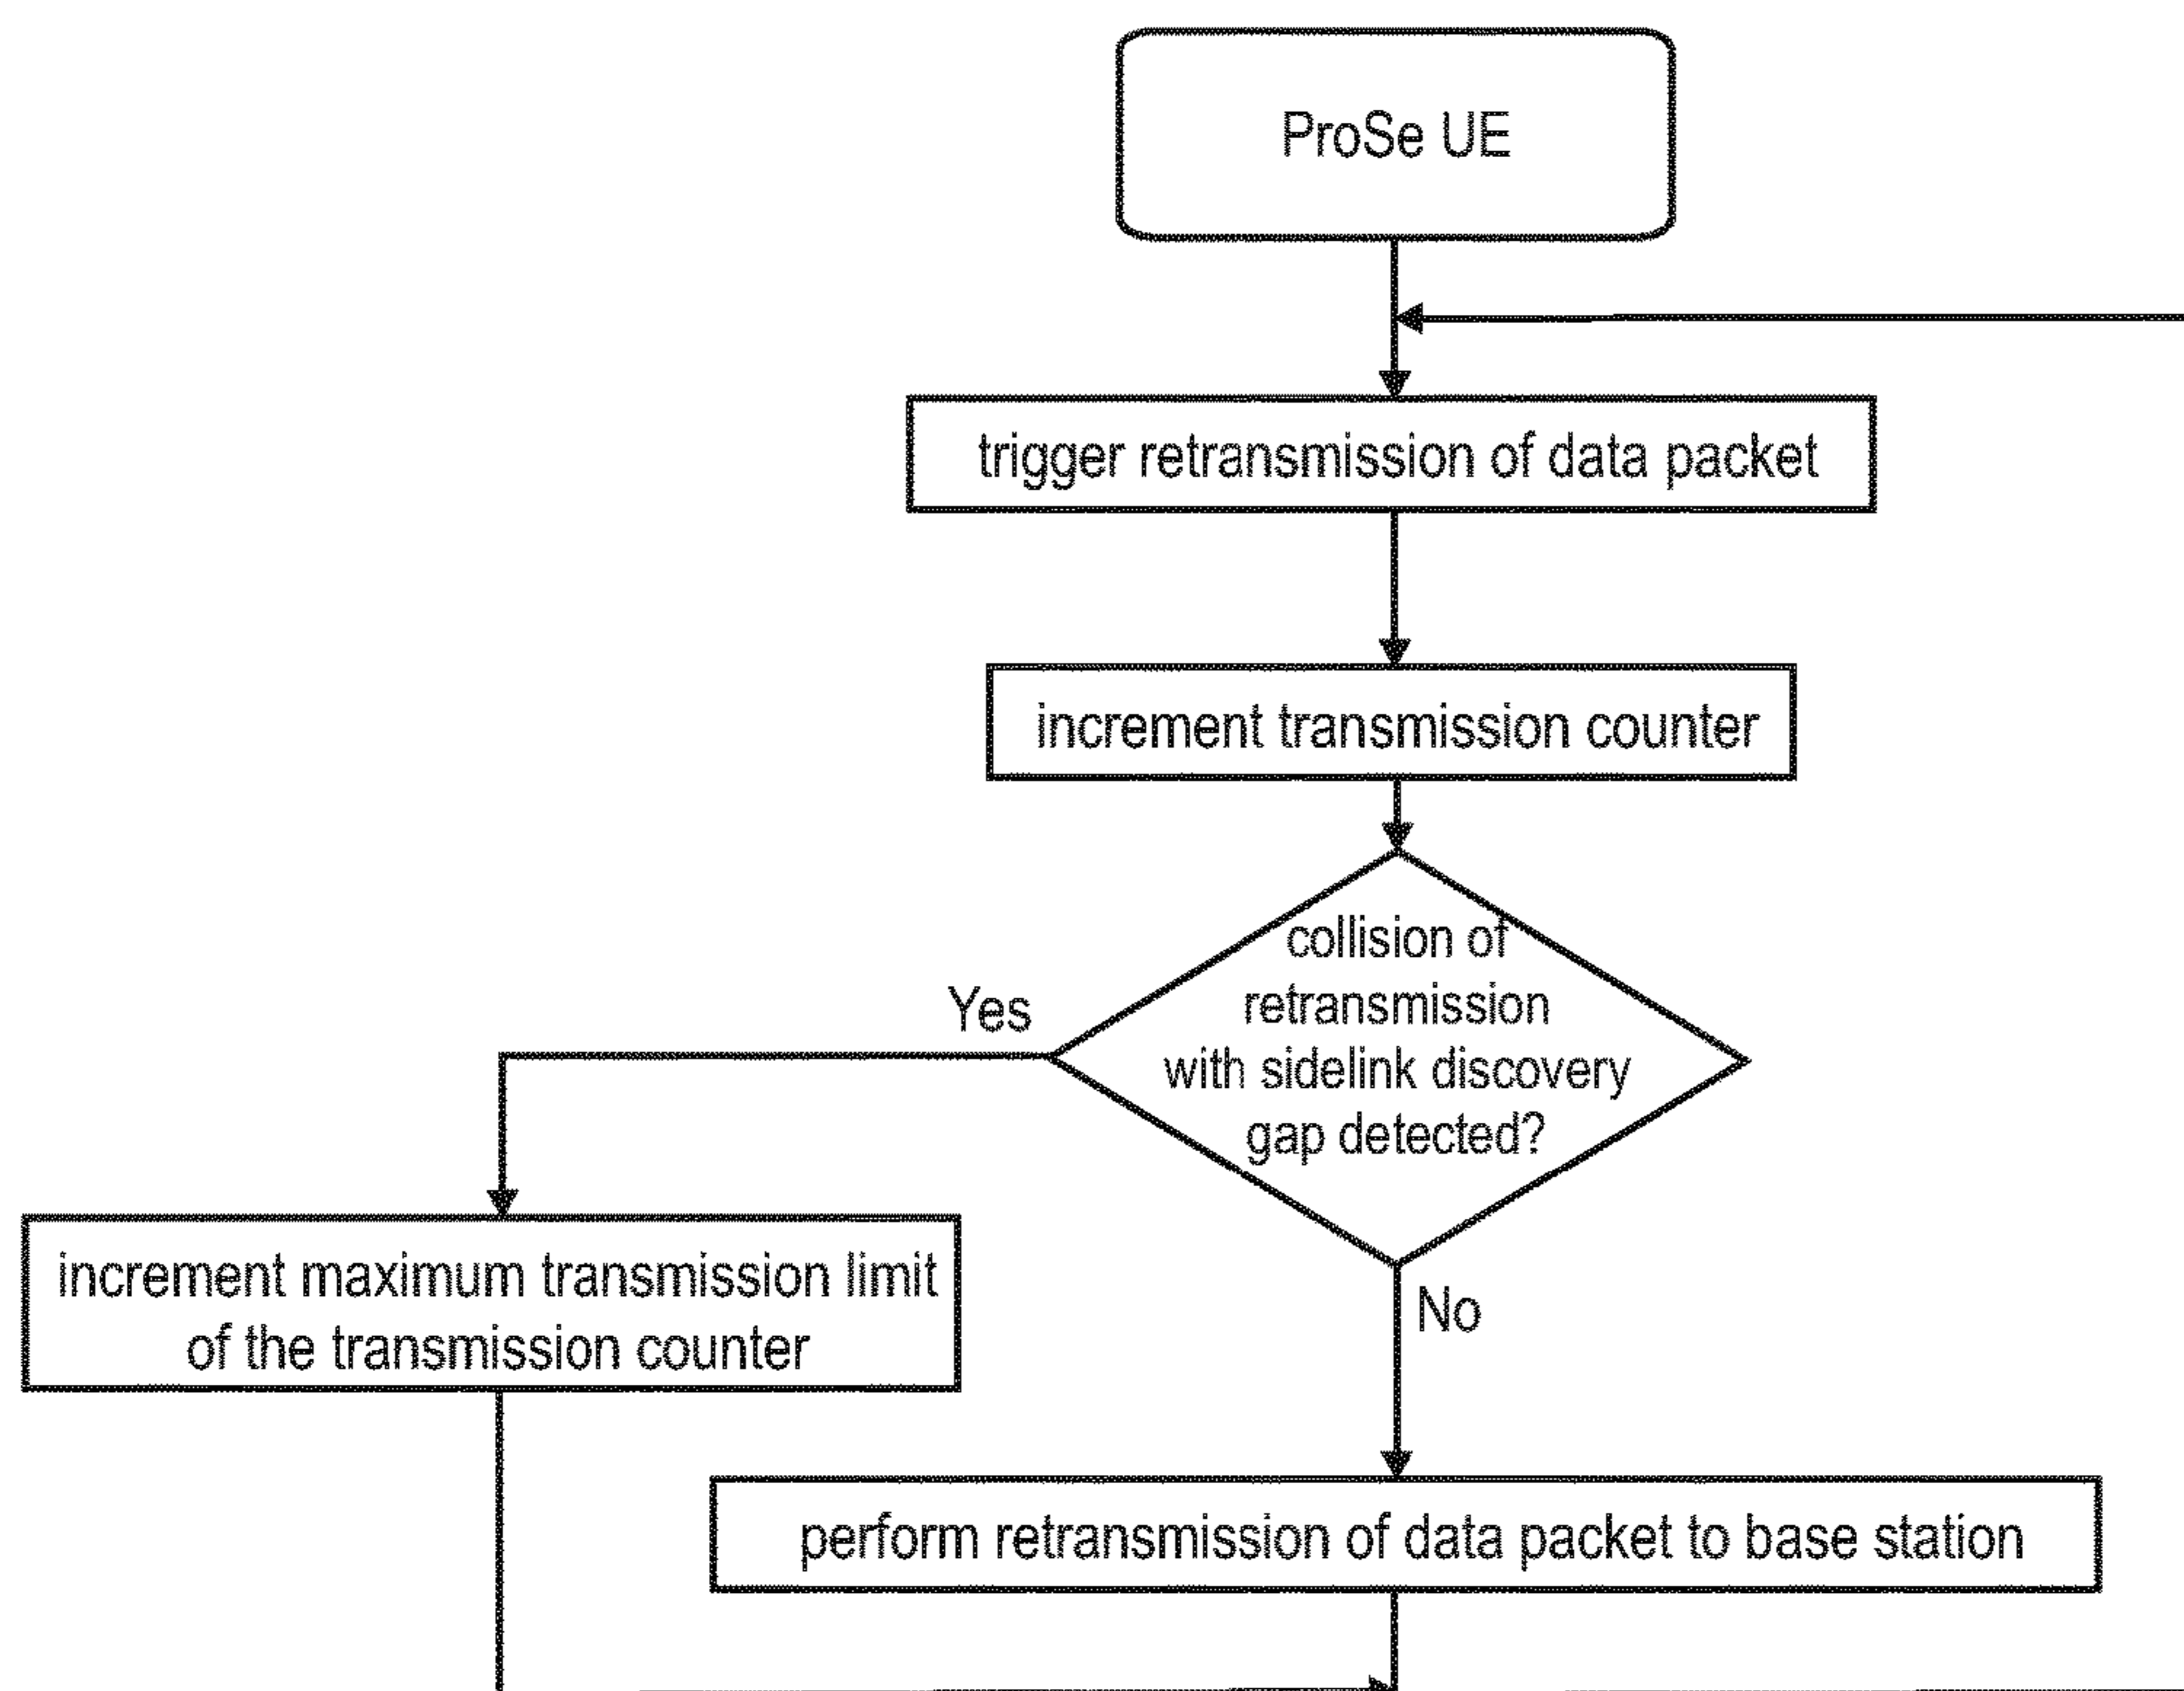 ProSe UE
trigger retransmission of data packet
increment transmission counter
collision of
retransmission
with sidelink discovery
gap detected?
Yes
increment maximum transmission limit
of the transmission counter
No
perform retransmission of data packet to base station